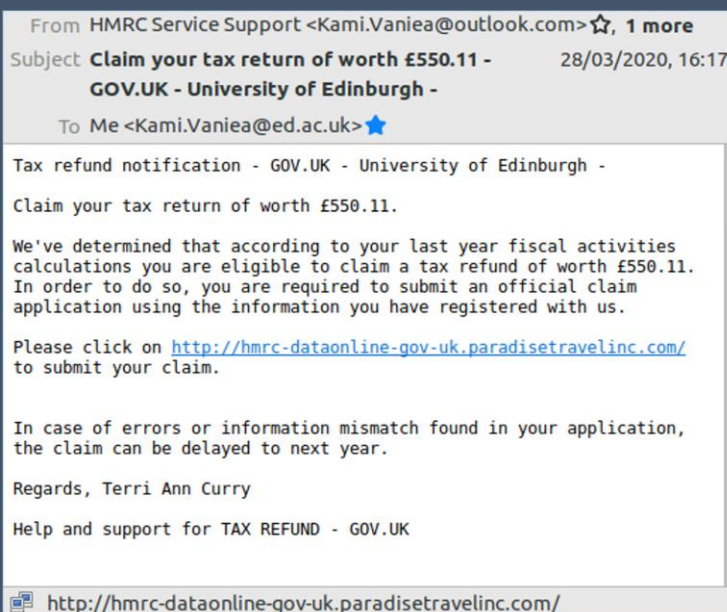 From HMRC Service Support <Kami.Vaniea@outlook.com>☆, 1 more
Subject Claim your tax return of worth £550.11 - 28/03/2020, 16:17
GOV.UK - University of Edinburgh -
To Me <Kami.Vaniea@ed.ac.uk>★
Tax refund notification - GOV.UK - University of Edinburgh -
Claim your tax return of worth £550.11.
We've determined that according to your last year fiscal activities
calculations you are eligible to claim a tax refund of worth £550.11.
In order to do so, you are required to submit an official claim
application using the information you have registered with us.
Please click on http://hmrc-dataonline-gov-uk.paradisetravelinc.com/
to submit your claim.
In case of errors or information mismatch found in your application,
the claim can be delayed to next year.
Regards, Terri Ann Curry
Help and support for TAX REFUND - GOV.UK
http://hmrc-dataonline-gov-uk.paradisetravelinc.com/